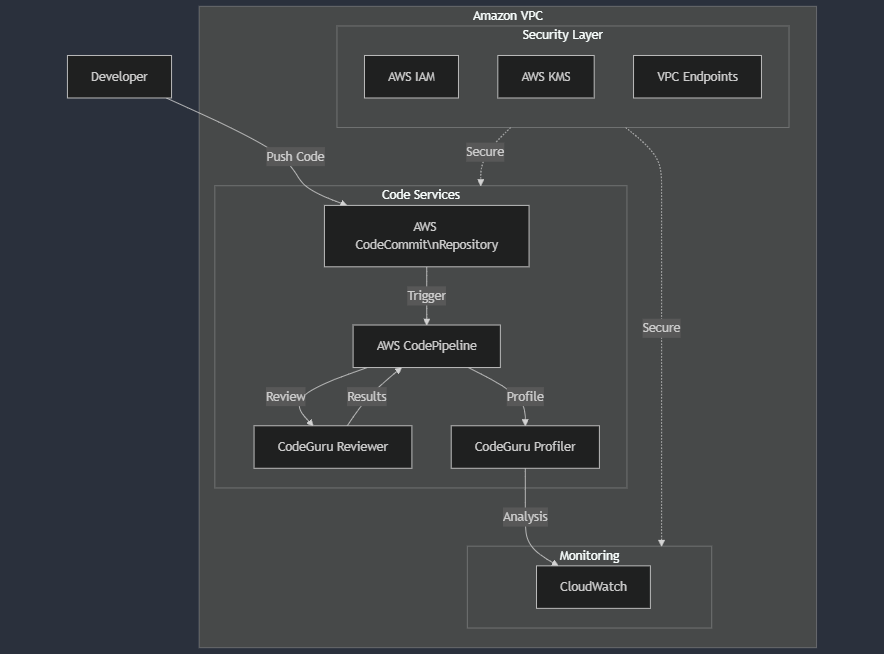 Amazon VPC
Security Layer
Developer
AWS IAM
AWS KMS
VPC Endpoints
Push Code
Secure
Code Services
AWS
CodeCommit\nRepository
Trigger
Secure
AWS CodePipeline
Review
Results
Profile
CodeGuru Reviewer
CodeGuru Profiler
Analysis
Monitoring
CloudWatch